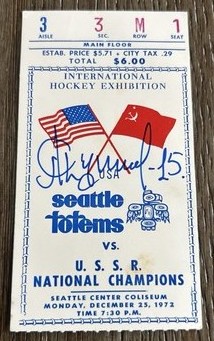 3 3 M 1
AISLE SEC. ROW SEAT
MAIN FLOOR
ESTAB. PRICE $5.71 + CITY TAX .29
TOTAL $6.00
INTERNATIONAL
HOCKEY EXHIBITION
USA
-15.
seattle totems
VS.
U. S. S. R.
NATIONAL CHAMPIONS
SEATTLE CENTER COLISEUM
MONDAY, DECEMBER 25, 1972
TIME 7:30 P.M.